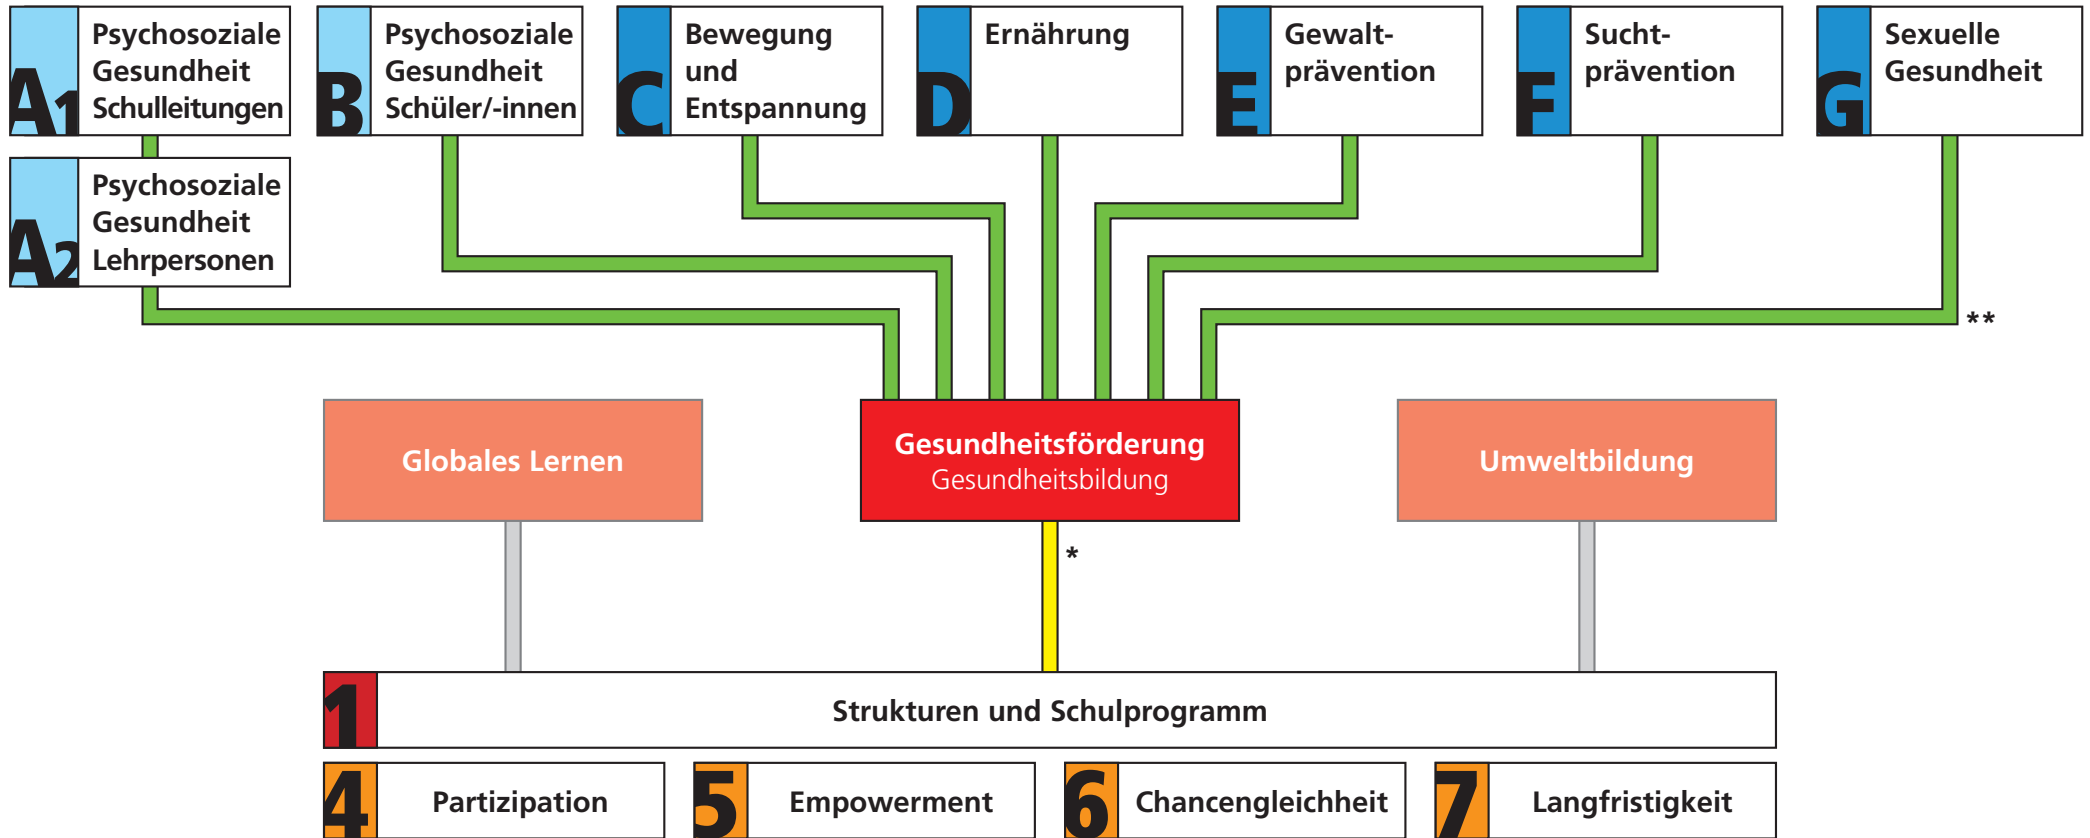 A1
Psychosoziale
Gesundheit
Schulleitungen
B
Psychosoziale
Gesundheit
Schüler/-innen
C
Bewegung
und
Entspannung
D
Ernährung
E
Gewalt-
prävention
F
Sucht-
prävention
G
Sexuelle
Gesundheit
A2
Psychosoziale
Gesundheit
Lehrpersonen
**
Globales Lernen
Gesundheitsförderung
Gesundheitsbildung
Umweltbildung
*
1
Strukturen und Schulprogramm
4
Partizipation
5
Empowerment
6
Chancengleichheit
7
Langfristigkeit